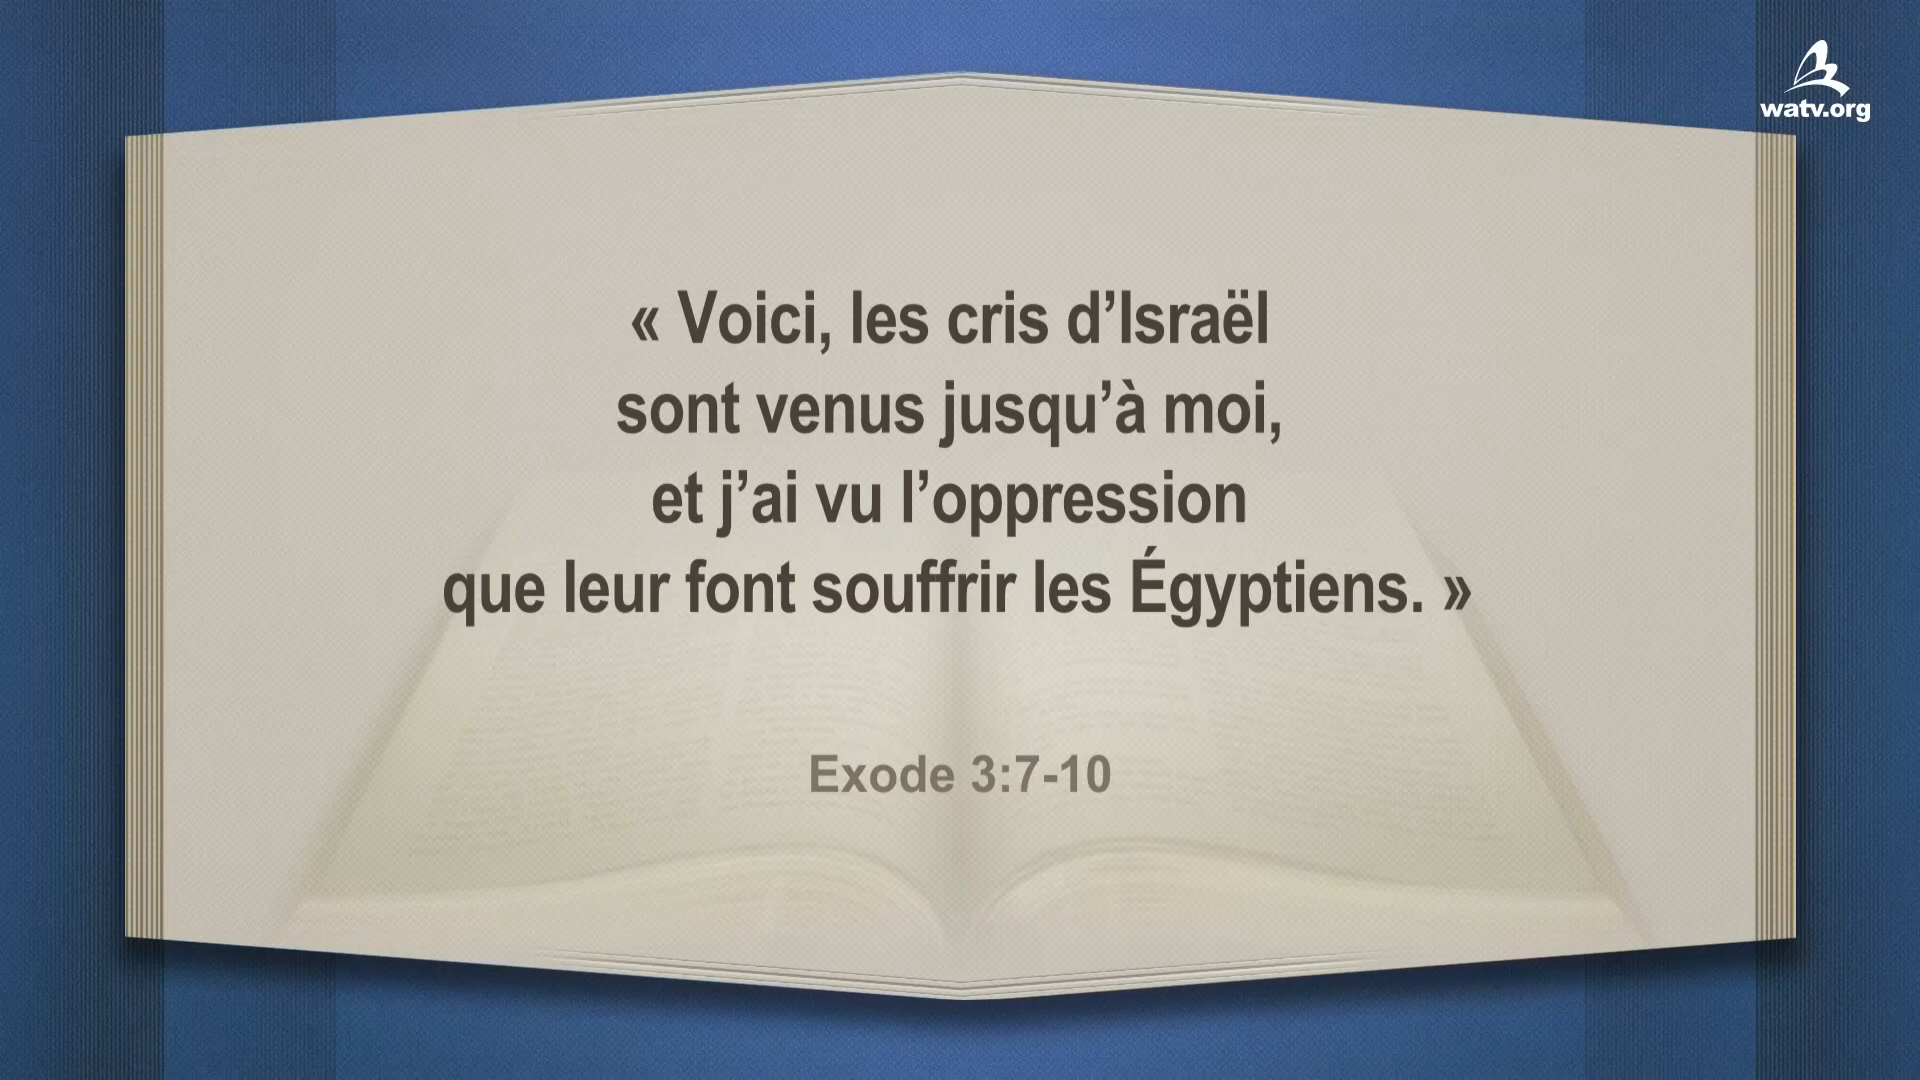 watv.org
« Voici, les cris d’Israël
sont venus jusqu’à moi,
et j’ai vu l’oppression
que leur font souffrir les Égyptiens. »
Exode 3:7-10